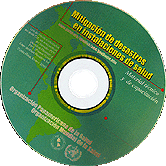 Mitigación de desastres
en instalaciones de salud
Material técnico
y de capacitación
Organización Panamericana de la Salud
Organización Mundial de la Salud